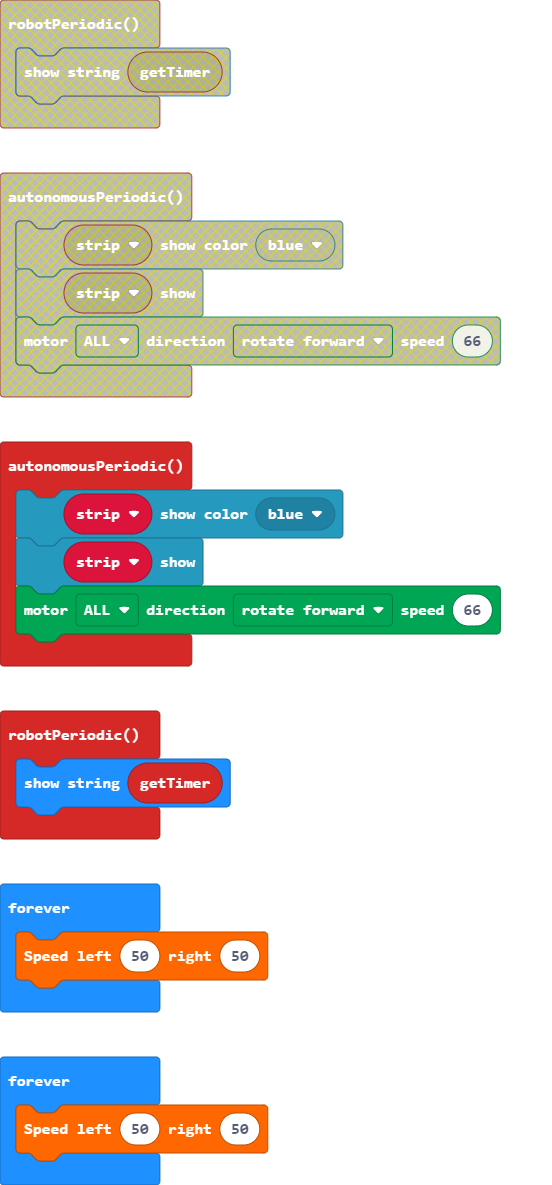 robotPeriodic()
show string getTimer
autonomousPeriodic()
strip show color blue
strip show
motor ALL direction rotate forward speed 66
autonomousPeriodic()
strip show color blue
strip show
motor ALL direction rotate forward speed 66
robotPeriodic()
show string getTimer
forever
Speed left 50 right 50
forever
Speed left 50 right 50